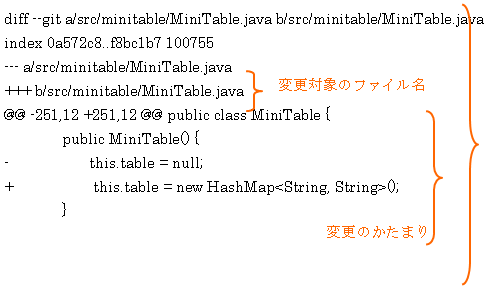 diff --git a/src/minitable/MiniTable.java b/src/minitable/MiniTable.java
index 0a572c8..f8bc1b7 100755
--- a/src/minitable/MiniTable.java
+++ b/src/minitable/MiniTable.java
変更対象のファイル名
@@ -251,12 +251,12 @@ public class MiniTable {
public MiniTable() {
- this.table = null;
+ this.table = new HashMap<String, String>();
}
変更のかたまり